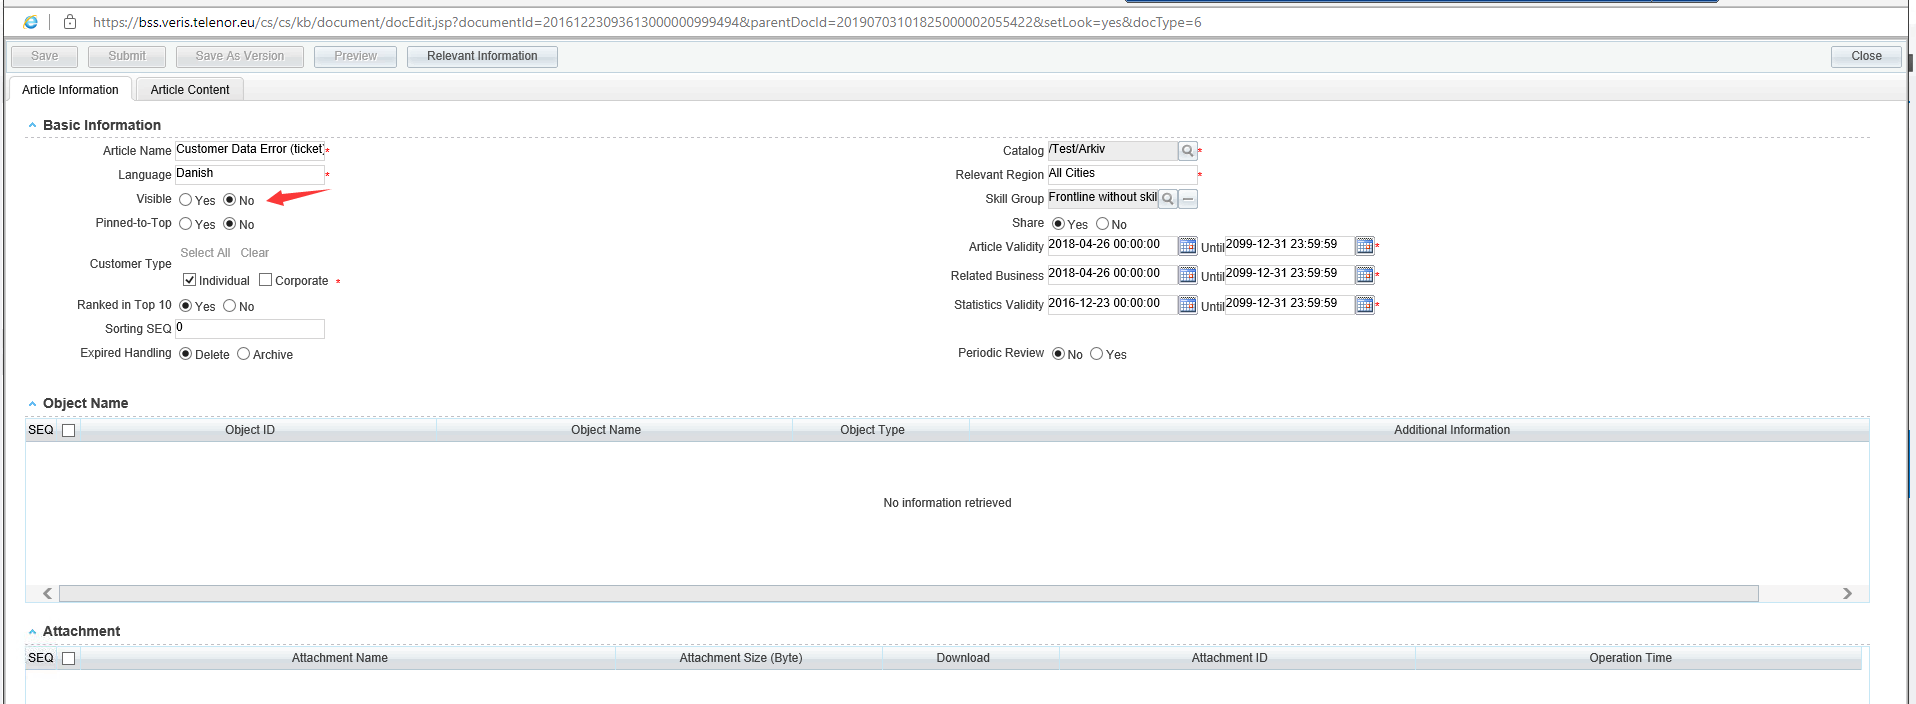 https://bss.veris.telenor.eu/cs/cs/kb/document/docEdit.jsp?documentId=20161223093613000000999494&parentDocId=20190703101825000002055422&setLook=yes&docType=6
Save Submit Save As Version Preview Relevant Information Close
Article Information Article Content
Basic Information
Article Name Customer Data Error (ticket) * Catalog /Test/Arkiv *
Language Danish * Relevant Region All Cities *
Visible Yes No Skill Group Frontline without skil
Pinned-to-Top Yes No Share Yes No
Select All Clear Article Validity 2018-04-26 00:00:00 Until 2099-12-31 23:59:59 *
Customer Type
Individual Corporate * Related Business 2018-04-26 00:00:00 Until 2099-12-31 23:59:59 *
Ranked in Top 10 Yes No Statistics Validity 2016-12-23 00:00:00 Until 2099-12-31 23:59:59 *
Sorting SEQ 0
Expired Handling Delete Archive Periodic Review No Yes
Object Name
SEQ Object ID Object Name Object Type Additional Information
No information retrieved
Attachment
SEQ Attachment Name Attachment Size (Byte) Download Attachment ID Operation Time